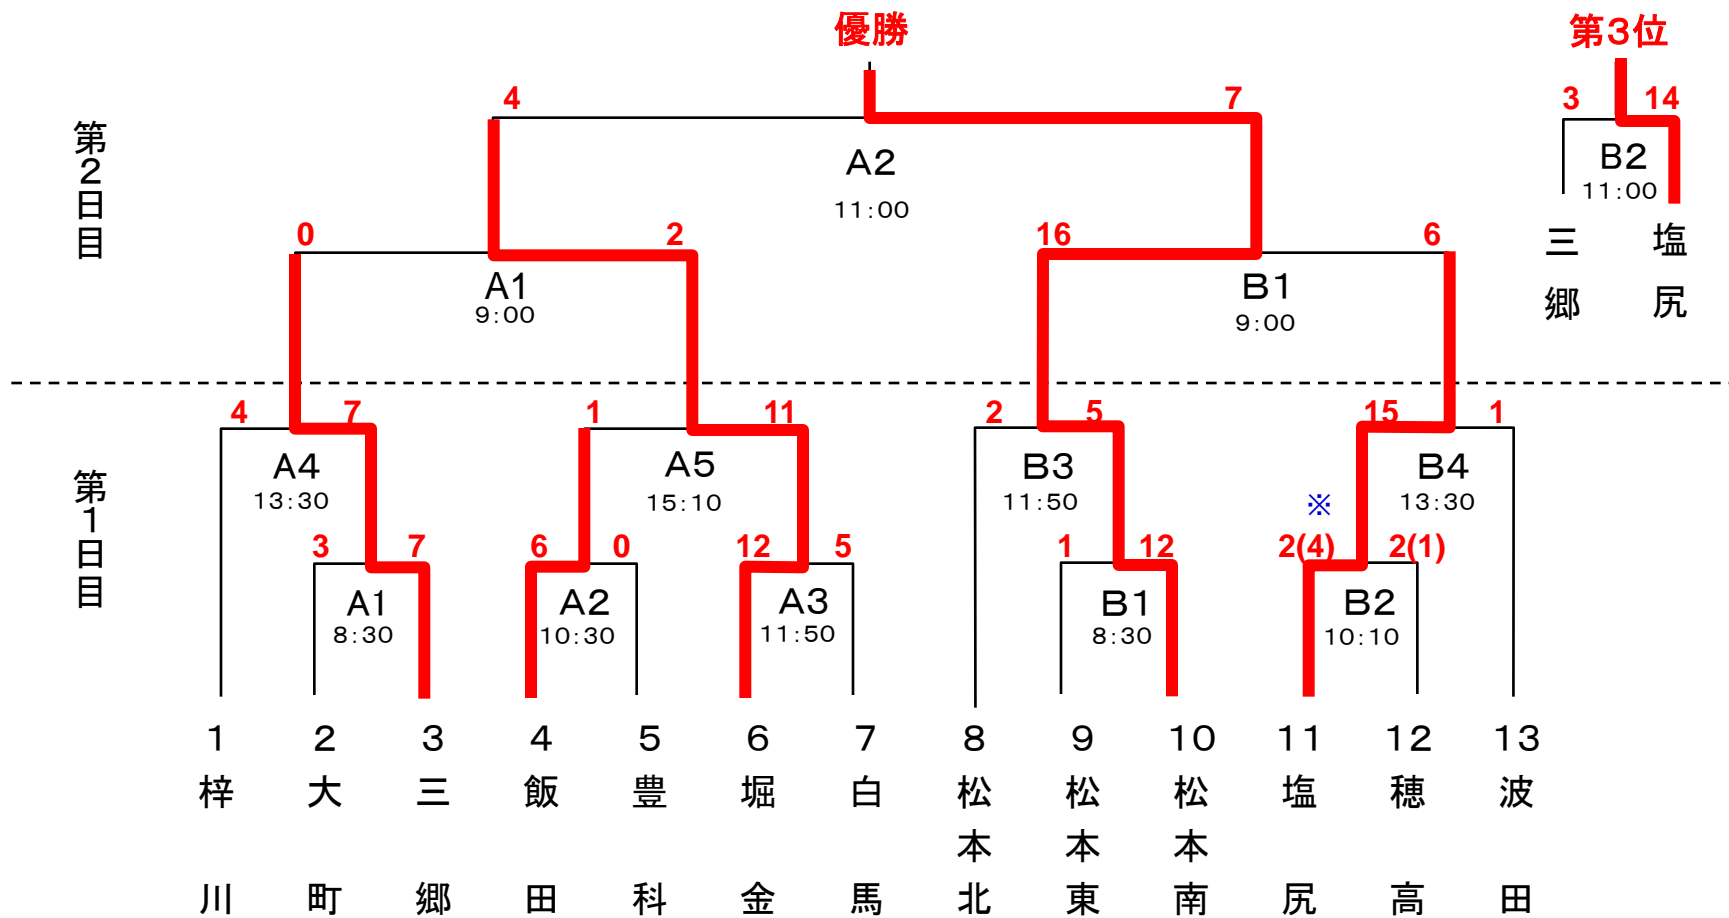 優勝
第3位
4
7
3
14
第2日目
A2
11:00
B2
11:00
三郷
塩尻
0
2
16
6
A1
9:00
B1
9:00
4
7
1
11
2
5
15
1
第1日目
A4
13:30
A5
15:10
B3
11:50
B4
13:30
※
3
7
6
0
12
5
1
12
2(4)
2(1)
A1
8:30
A2
10:30
A3
11:50
B1
8:30
B2
10:10
1
2
3
4
5
6
7
8
9
10
11
12
13
梓川
大町
三郷
飯田
豊科
堀金
白馬
松本北
松本東
松本南
塩尻
穂高
波田